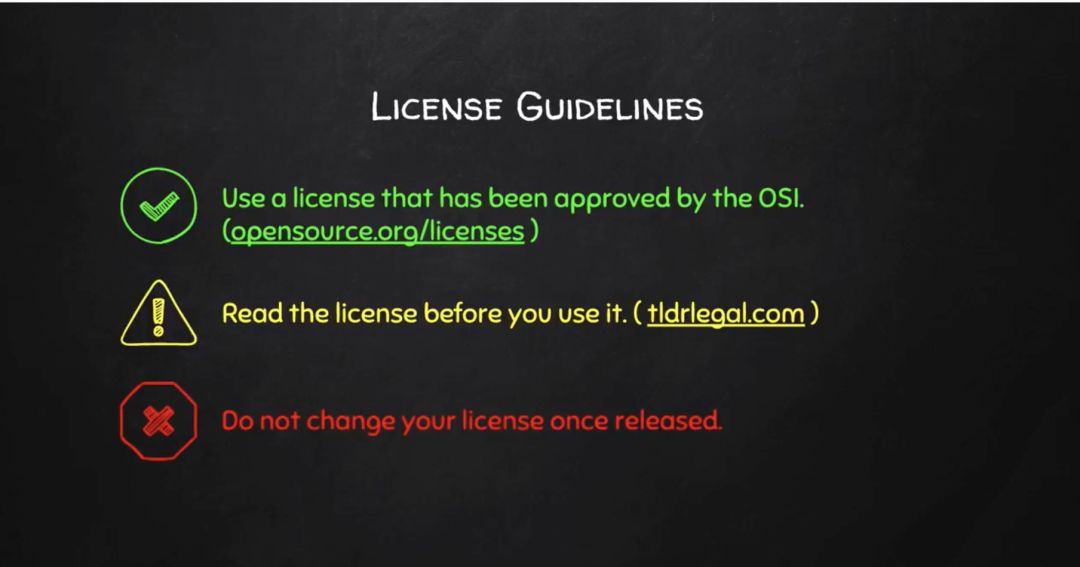 LICENSE GUIDELINES
Use a license that has been approved by the OSI.
(opensource.org/licenses )
Read the license before you use it. ( tldrlegal.com )
Do not change your license once released.